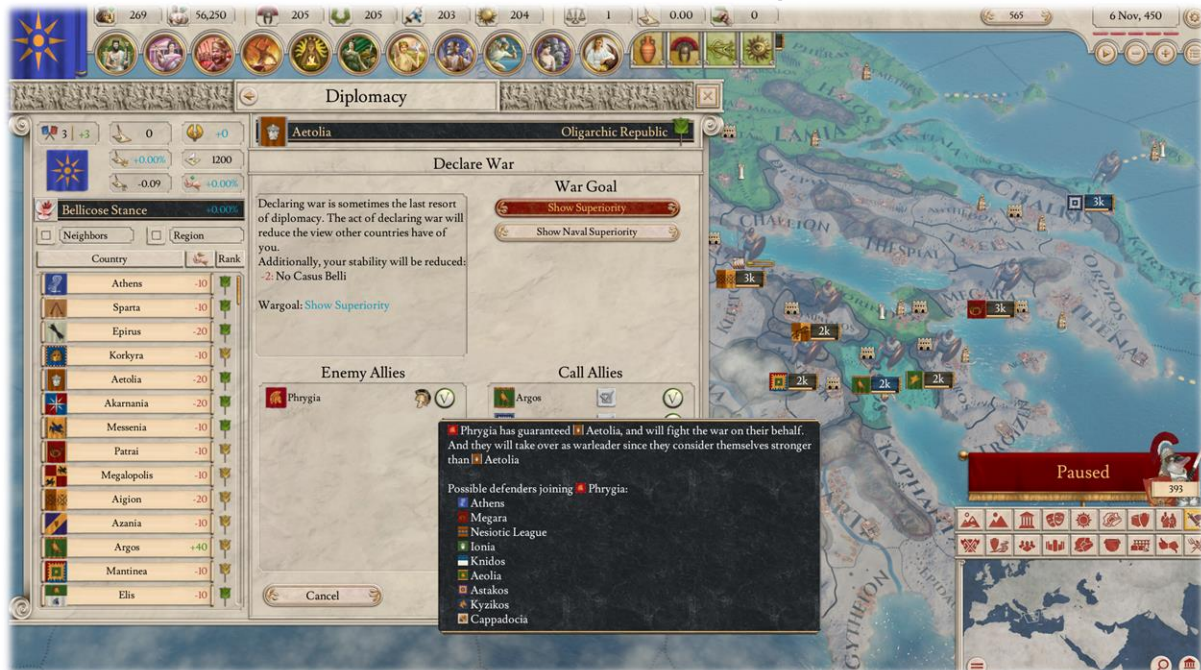 269 56,250 205 205 203 204 1 0.00 0 565 6 Nov, 450
Diplomacy
3 | +3 0 +0
+0.00% 1200
-0.09 +0.00%
Bellicose Stance +0.00%
Neighbors Region
Country Rank
Athens -10
Sparta -10
Epirus -20
Korkyra -10
Aetolia -20
Akarnania -20
Messenia -10
Patrai -10
Megalopolis -10
Aigion -20
Azania -10
Argos +40
Mantinea -10
Elis -10
Aetolia Oligarchic Republic
Declare War
Declaring war is sometimes the last resort
of diplomacy. The act of declaring war will
reduce the view other countries have of
you.
Additionally, your stability will be reduced:
-2: No Casus Belli
Wargoal: Show Superiority
War Goal
Show Superiority
Show Naval Superiority
Enemy Allies
Phrygia
Call Allies
Argos
Cancel
Phrygia has guaranteed Aetolia, and will fight the war on their behalf.
And they will take over as warleader since they consider themselves stronger
than Aetolia
Possible defenders joining Phrygia:
Athens
Megara
Nesiotic League
Ionia
Knidos
Aeolia
Astakos
Kyzikos
Cappadocia
LAMIA
CHALEION
THESPIAI
CHALKIS
OROPOS
MEGARA
ATHENAI
TROIZEN
KYPHANTA
GYTHEION
3k
3k
3k
2k
2k
2k
2k
Paused
393